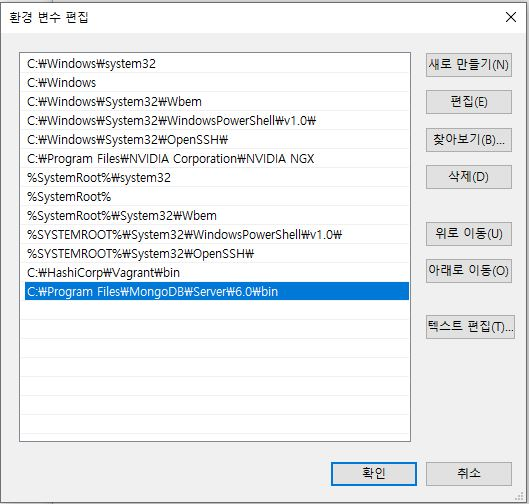 환경 변수 편집
C:₩Windows₩system32
C:₩Windows
C:₩Windows₩System32₩Wbem
C:₩Windows₩System32₩WindowsPowerShell₩v1.0₩
C:₩Windows₩System32₩OpenSSH₩
C:₩Program Files₩NVIDIA Corporation₩NVIDIA NGX
%SystemRoot%₩system32
%SystemRoot%
%SystemRoot%₩System32₩Wbem
%SYSTEMROOT%₩System32₩WindowsPowerShell₩v1.0₩
%SYSTEMROOT%₩System32₩OpenSSH₩
C:₩HashiCorp₩Vagrant₩bin
C:₩Program Files₩MongoDB₩Server₩6.0₩bin
새로 만들기(N)
편집(E)
찾아보기(B)...
삭제(D)
위로 이동(U)
아래로 이동(O)
텍스트 편집(T)...
확인
취소